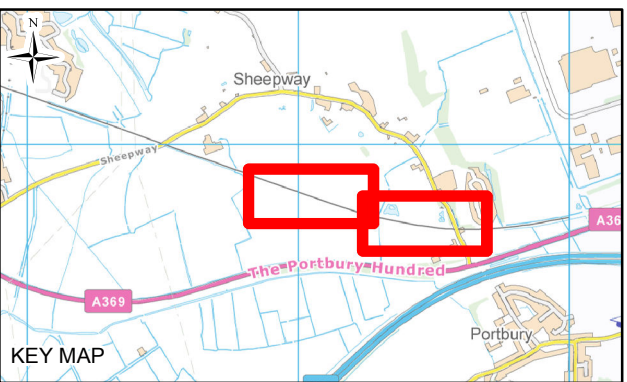 N
Sheepway
Sheepway
A36
The Portbury Hundred
A369
Portbury
KEY MAP